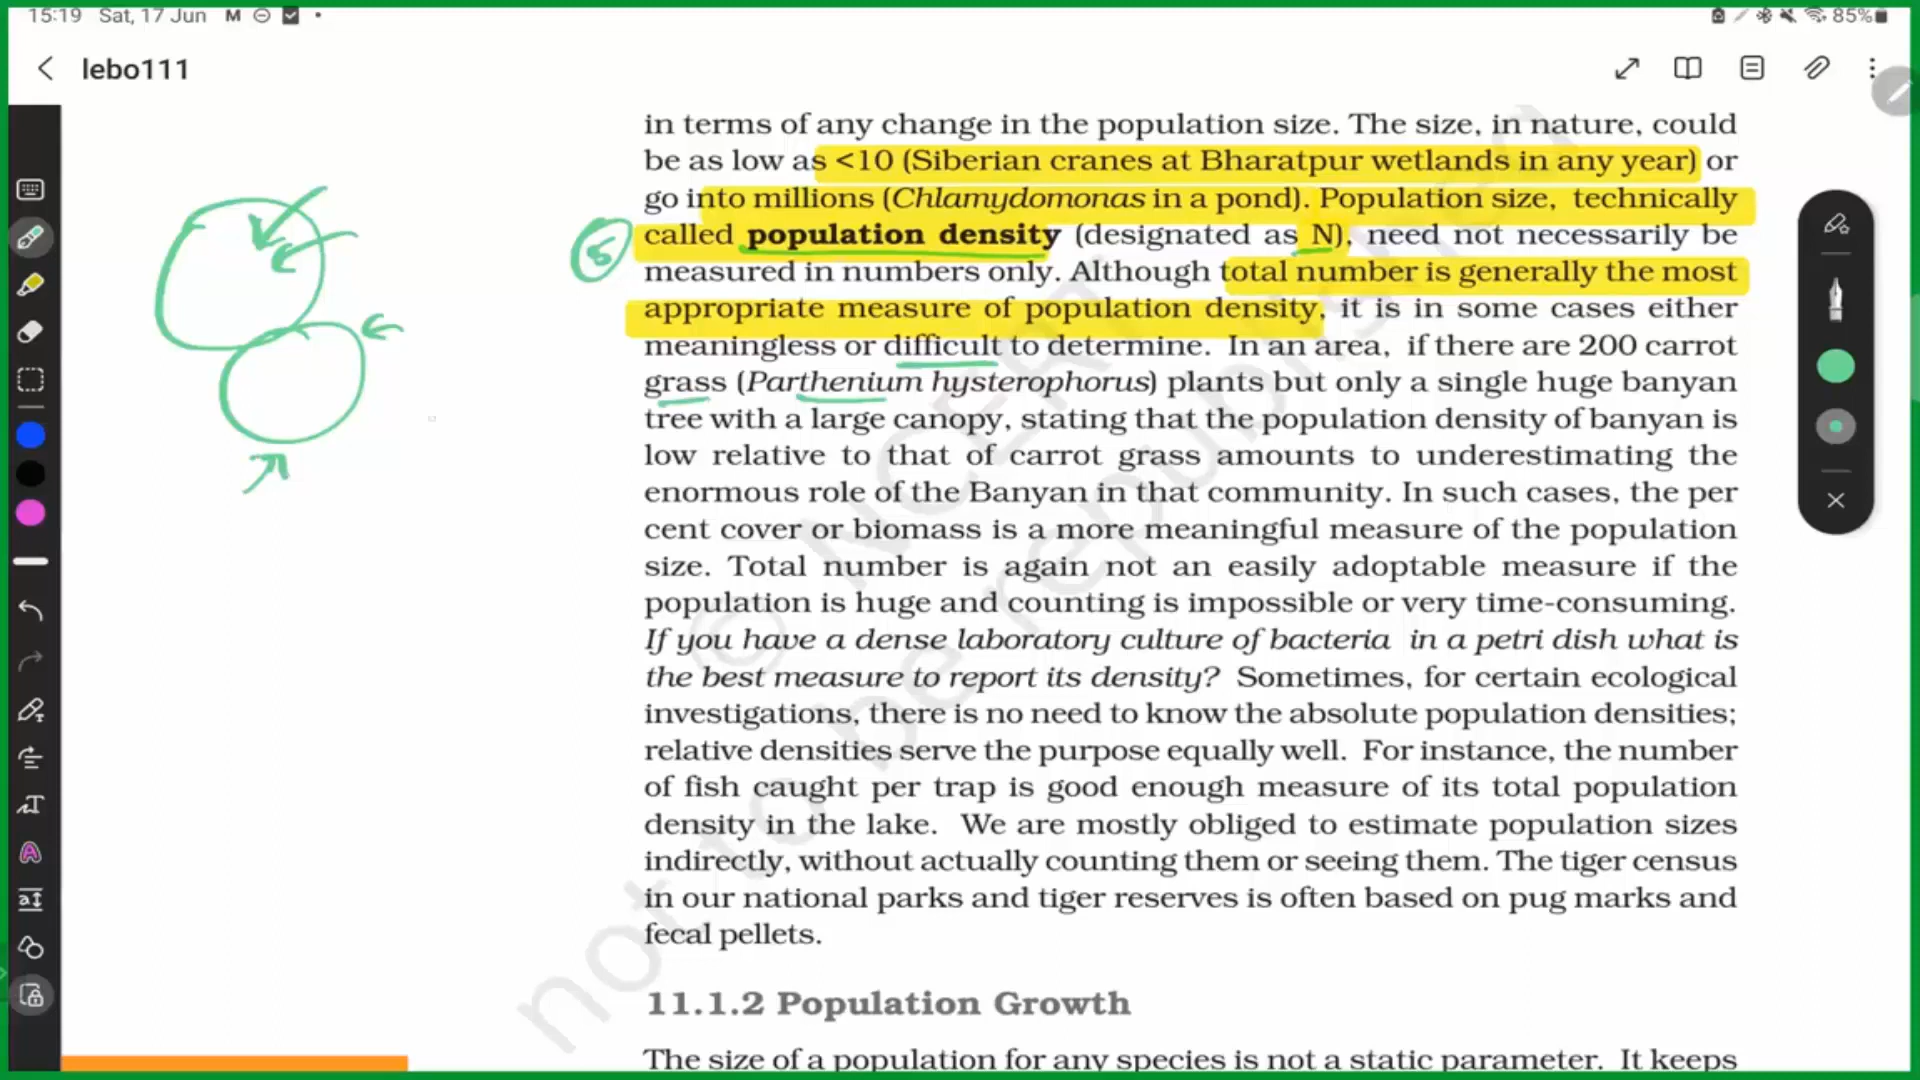 15:19 Sat, 17 Jun M 85%
lebo111
in terms of any change in the population size. The size, in nature, could
be as low as <10 (Siberian cranes at Bharatpur wetlands in any year) or
go into millions (Chlamydomonas in a pond). Population size, technically
called population density (designated as N), need not necessarily be
measured in numbers only. Although total number is generally the most
appropriate measure of population density, it is in some cases either
meaningless or difficult to determine. In an area, if there are 200 carrot
grass (Parthenium hysterophorus) plants but only a single huge banyan
tree with a large canopy, stating that the population density of banyan is
low relative to that of carrot grass amounts to underestimating the
enormous role of the Banyan in that community. In such cases, the per
cent cover or biomass is a more meaningful measure of the population
size. Total number is again not an easily adoptable measure if the
population is huge and counting is impossible or very time-consuming.
If you have a dense laboratory culture of bacteria in a petri dish what is
the best measure to report its density? Sometimes, for certain ecological
investigations, there is no need to know the absolute population densities;
relative densities serve the purpose equally well. For instance, the number
of fish caught per trap is good enough measure of its total population
density in the lake. We are mostly obliged to estimate population sizes
indirectly, without actually counting them or seeing them. The tiger census
in our national parks and tiger reserves is often based on pug marks and
fecal pellets.
11.1.2 Population Growth
The size of a population for any species is not a static parameter. It keeps
© NCERT
not to be republished